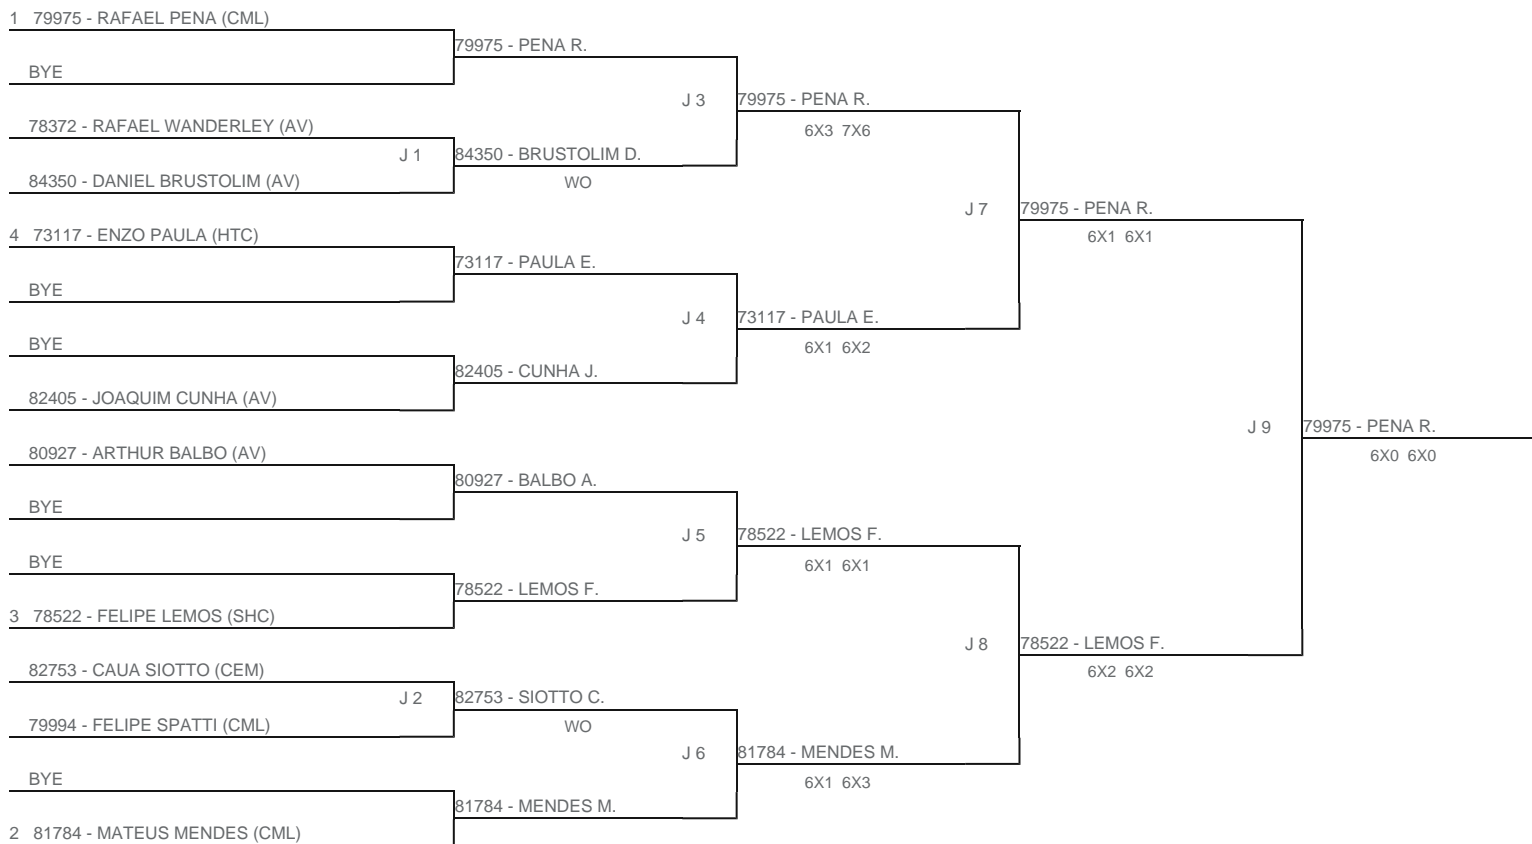 1 79975 - RAFAEL PENA (CML)
79975 - PENA R.
BYE
J 3
79975 - PENA R.
78372 - RAFAEL WANDERLEY (AV)
6X3 7X6
J 1
84350 - BRUSTOLIM D.
84350 - DANIEL BRUSTOLIM (AV)
WO
J 7
79975 - PENA R.
4 73117 - ENZO PAULA (HTC)
6X1 6X1
73117 - PAULA E.
BYE
J 4
73117 - PAULA E.
BYE
6X1 6X2
82405 - CUNHA J.
82405 - JOAQUIM CUNHA (AV)
J 9
79975 - PENA R.
80927 - ARTHUR BALBO (AV)
6X0 6X0
80927 - BALBO A.
BYE
J 5
78522 - LEMOS F.
BYE
6X1 6X1
78522 - LEMOS F.
3 78522 - FELIPE LEMOS (SHC)
J 8
78522 - LEMOS F.
82753 - CAUA SIOTTO (CEM)
6X2 6X2
J 2
82753 - SIOTTO C.
79994 - FELIPE SPATTI (CML)
WO
J 6
81784 - MENDES M.
BYE
6X1 6X3
81784 - MENDES M.
2 81784 - MATEUS MENDES (CML)